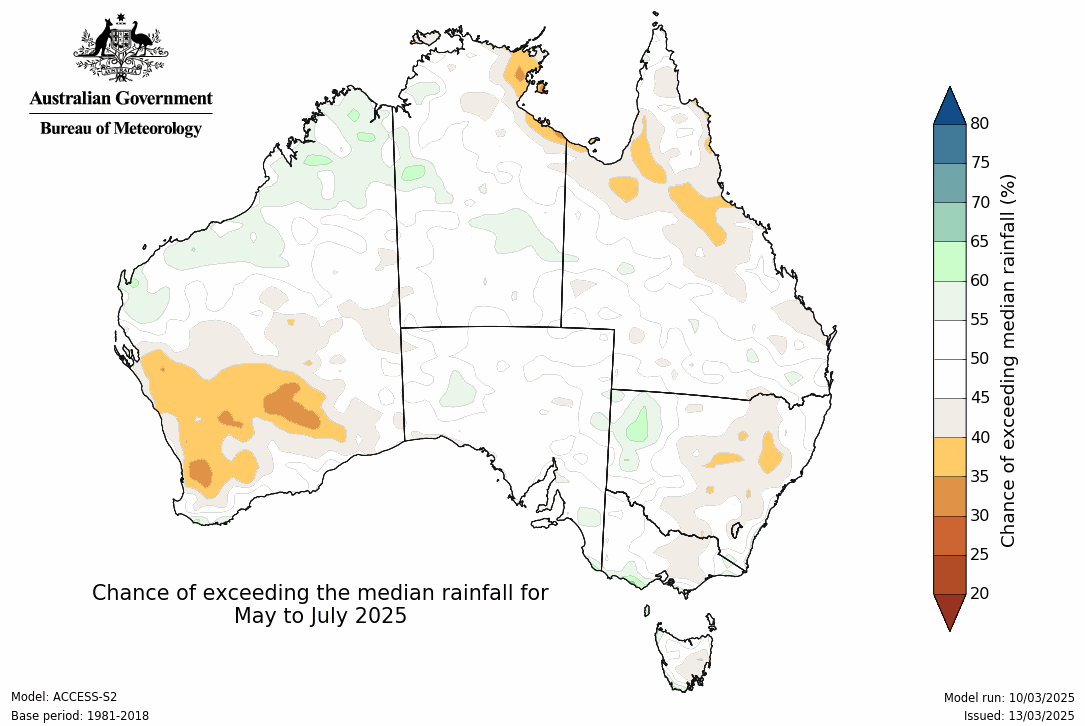 AUSTRALIA
Australian Government
Bureau of Meteorology
80
75
70
65
60
55
50
45
40
35
30
25
20
Chance of exceeding median rainfall (%)
Chance of exceeding the median rainfall for
May to July 2025
Model: ACCESS-S2
Base period: 1981-2018
Model run: 10/03/2025
Issued: 13/03/2025